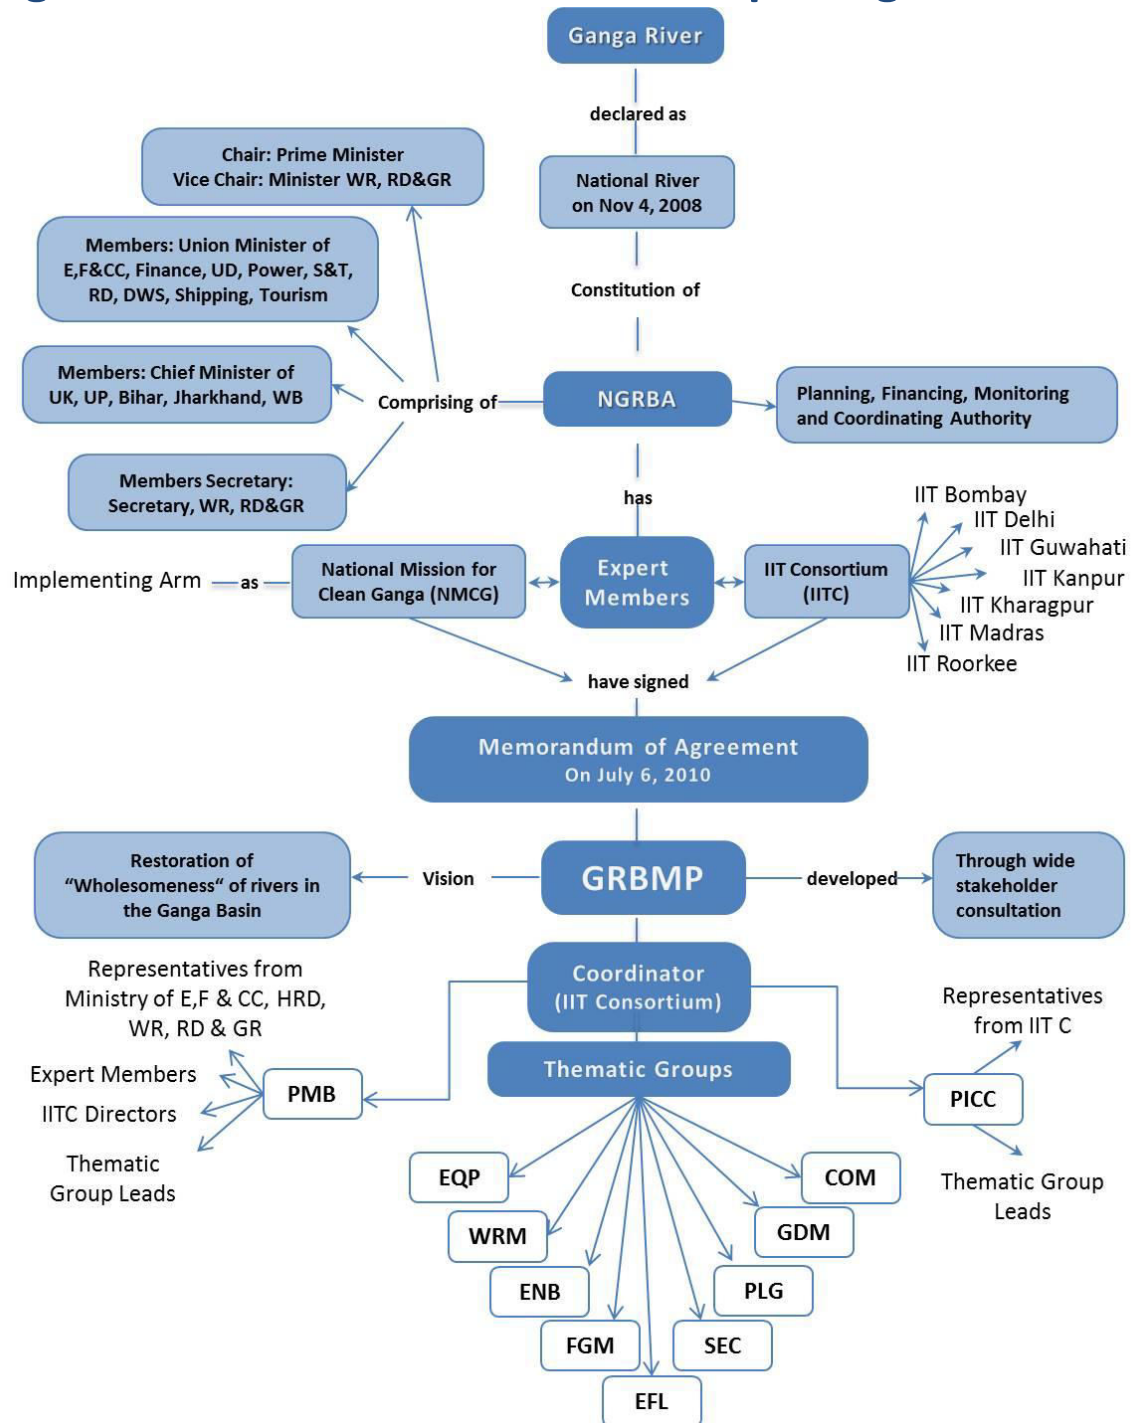 Ganga River
declared as
National River
on Nov 4, 2008
Chair: Prime Minister
Vice Chair: Minister WR, RD&GR
Members: Union Minister of
E,F&CC, Finance, UD, Power, S&T,
RD, DWS, Shipping, Tourism
Constitution of
Members: Chief Minister of
UK, UP, Bihar, Jharkhand, WB
Comprising of
NGRBA
Planning, Financing, Monitoring
and Coordinating Authority
Members Secretary:
Secretary, WR, RD&GR
has
IIT Bombay
IIT Delhi
IIT Guwahati
IIT Kanpur
IIT Kharagpur
IIT Madras
IIT Roorkee
Implementing Arm
as
National Mission for
Clean Ganga (NMCG)
Expert
Members
IIT Consortium
(IITC)
have signed
Memorandum of Agreement
On July 6, 2010
Restoration of
“Wholesomeness“ of rivers in
the Ganga Basin
Vision
GRBMP
developed
Through wide
stakeholder
consultation
Coordinator
(IIT Consortium)
Representatives from
Ministry of E,F & CC, HRD,
WR, RD & GR
Expert Members
IITC Directors
Thematic
Group Leads
PMB
Thematic Groups
Representatives
from IIT C
PICC
Thematic Group
Leads
EQP
COM
WRM
GDM
ENB
PLG
FGM
SEC
EFL